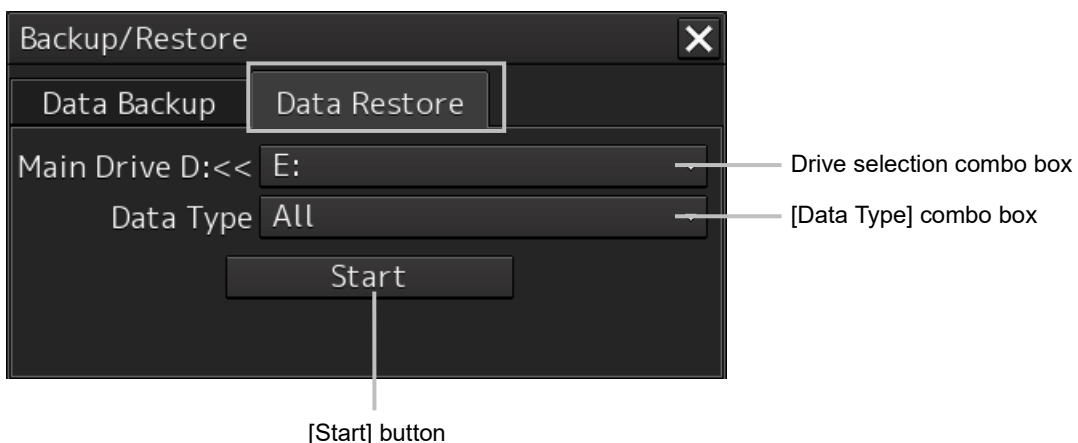 Backup/Restore
Data Backup Data Restore
Main Drive D:<< E: Drive selection combo box
Data Type All [Data Type] combo box
Start
[Start] button